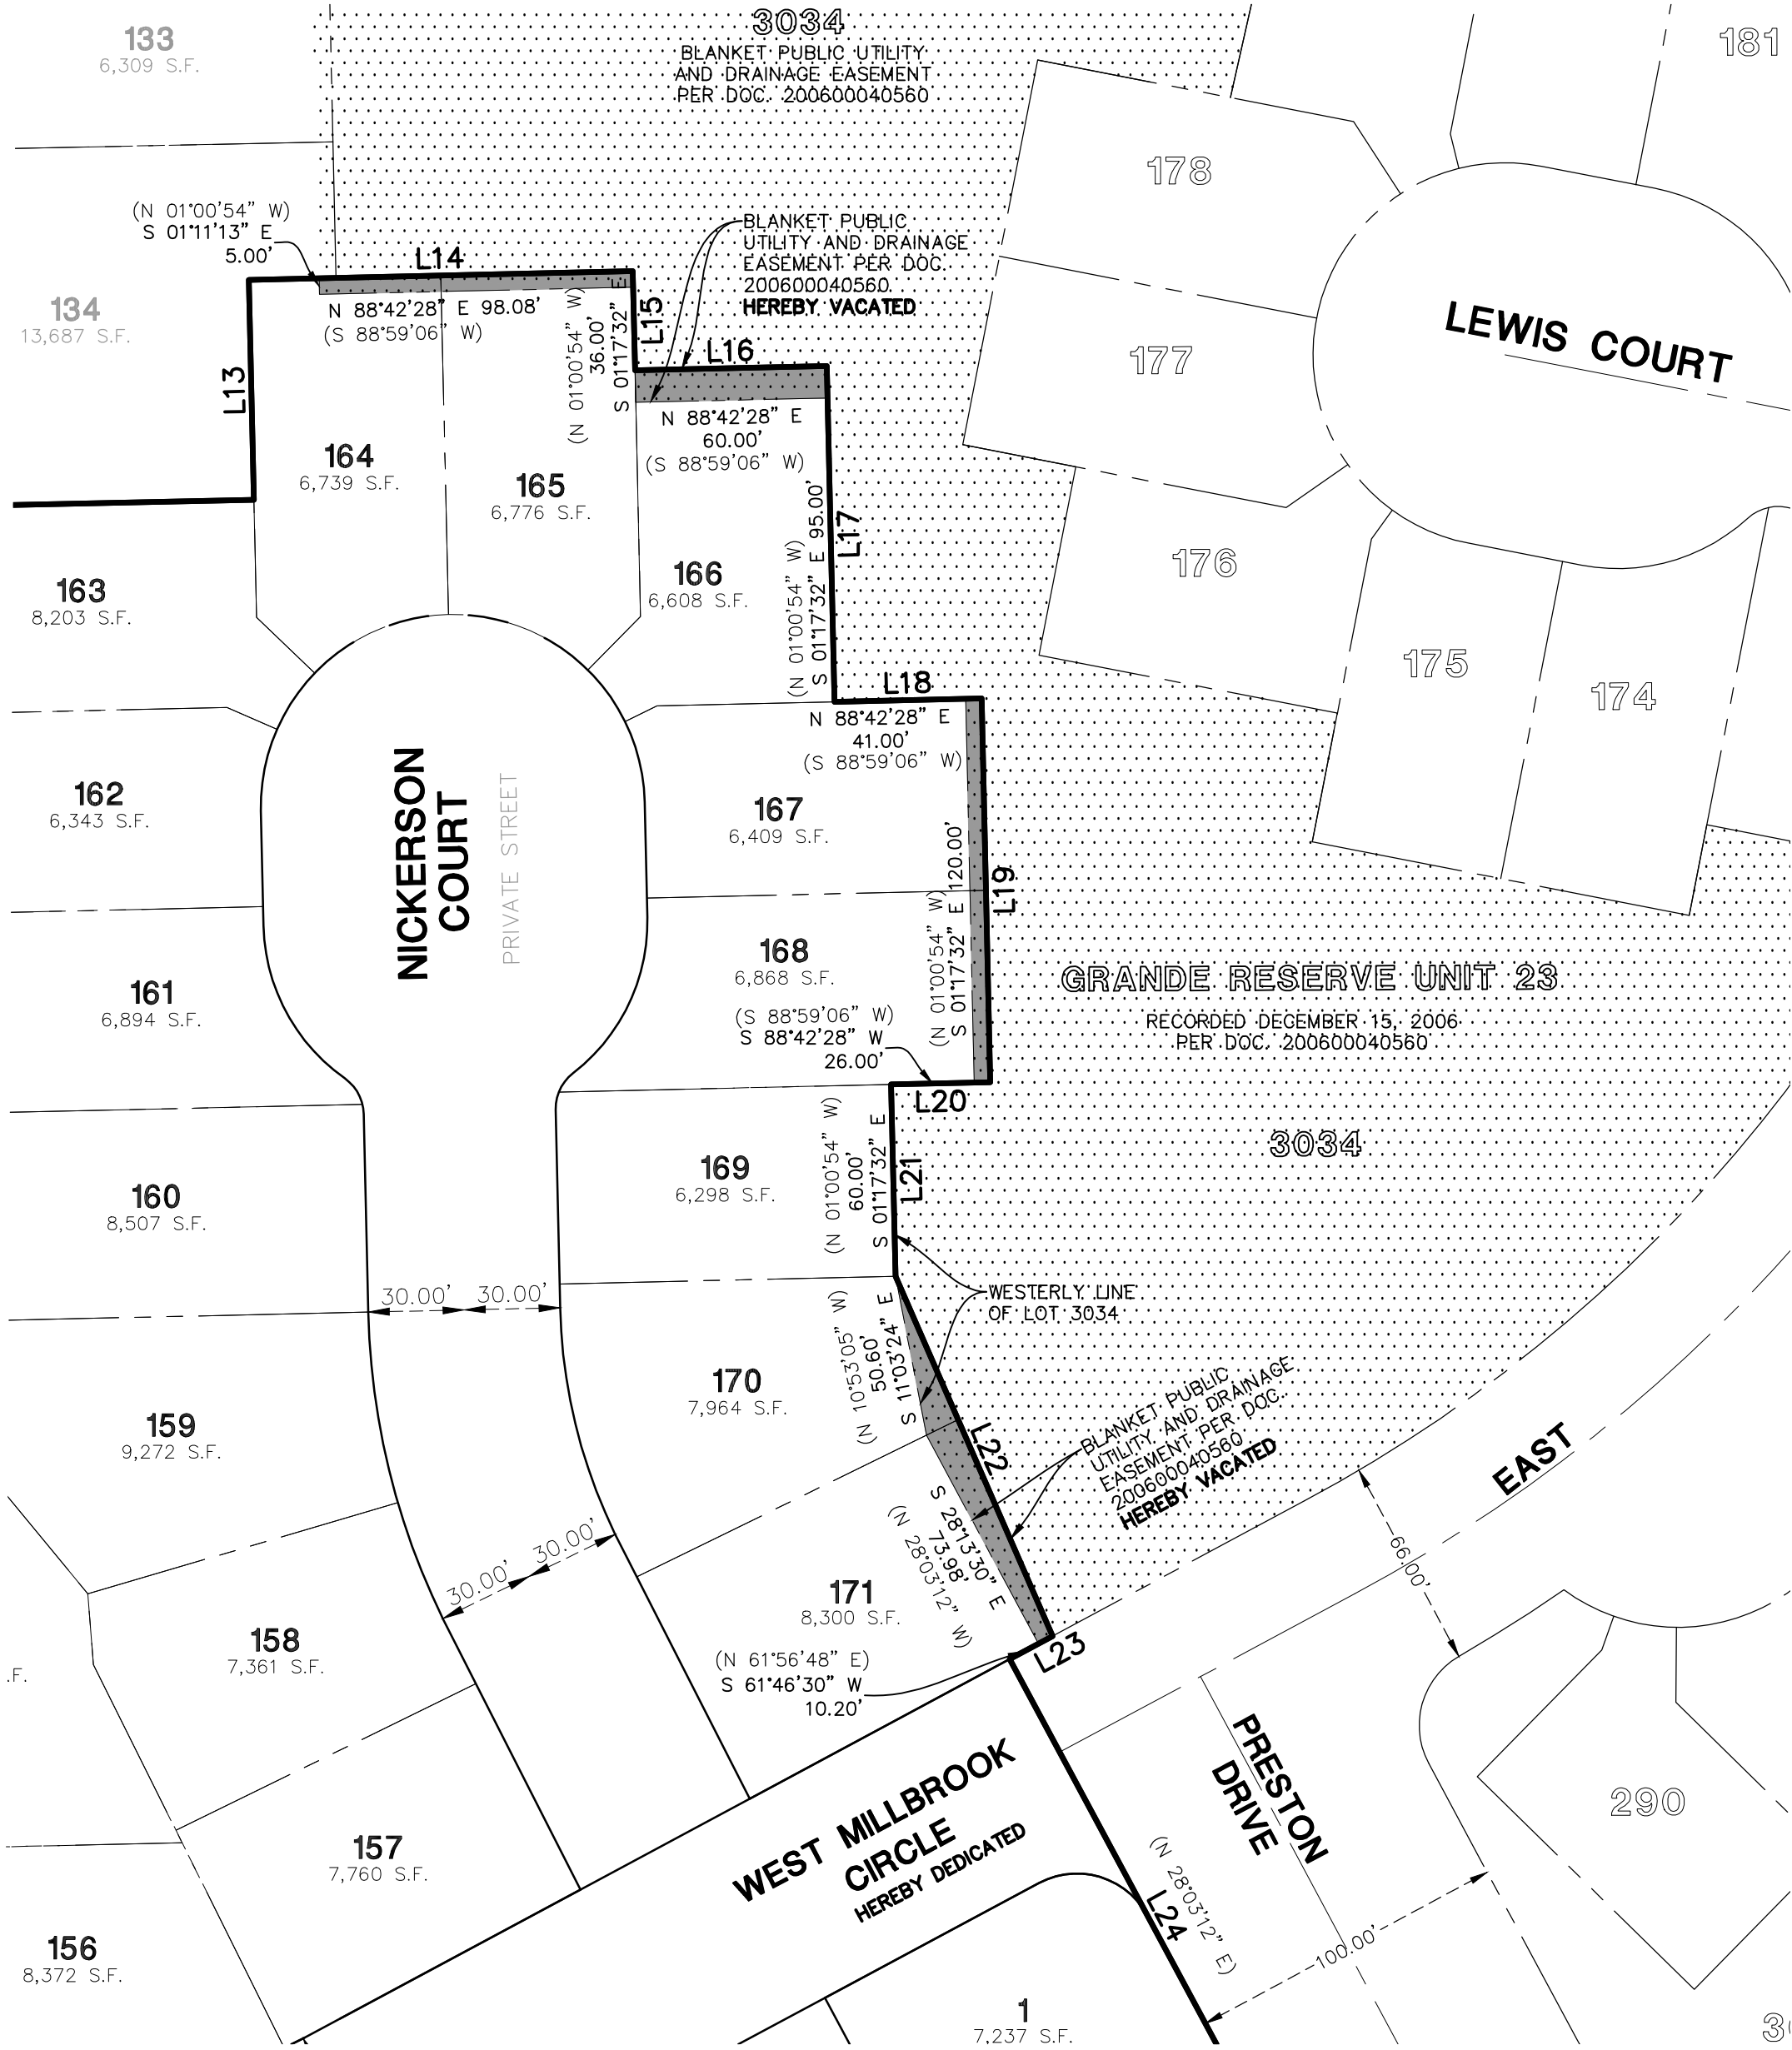 133
6,309 S.F.
3034
BLANKET PUBLIC UTILITY
AND DRAINAGE EASEMENT
PER DOC. 200600040560
181
178
(N 01°00'54" W)
S 01°11'13" E
5.00'
L14
BLANKET PUBLIC
UTILITY AND DRAINAGE
EASEMENT PER DOC.
200600040560
HEREBY VACATED
134
13,687 S.F.
N 88°42'28" E 98.08'
(S 88°59'06" W)
(N 01°00'54" W)
36.00'
S 01°17'32" E
L15
L16
L13
177
LEWIS COURT
N 88°42'28" E
60.00'
(S 88°59'06" W)
164
6,739 S.F.
165
6,776 S.F.
(N 01°00'54" W)
S 01°17'32" E 95.00'
L17
163
8,203 S.F.
166
6,608 S.F.
176
175
174
L18
N 88°42'28" E
41.00'
(S 88°59'06" W)
NICKERSON
COURT
PRIVATE STREET
162
6,343 S.F.
167
6,409 S.F.
(N 01°00'54" W)
S 01°17'32" E 120.00'
L19
161
6,894 S.F.
168
6,868 S.F.
(S 88°59'06" W)
S 88°42'28" W
26.00'
GRANDE RESERVE UNIT 23
RECORDED DECEMBER 15, 2006
PER DOC. 200600040560
L20
3034
160
8,507 S.F.
169
6,298 S.F.
(N 01°00'54" W)
60.00'
S 01°17'32" E
L21
30.00'
30.00'
WESTERLY LINE
OF LOT 3034
159
9,272 S.F.
170
7,964 S.F.
(N 10°53'05" W)
50.60'
S 11°03'24" E
L22
BLANKET PUBLIC
UTILITY AND DRAINAGE
EASEMENT PER DOC.
200600040560
HEREBY VACATED
EAST
S 28°13'30" E
73.98'
(N 28°03'12" W)
30.00'
30.00'
66.00'
171
8,300 S.F.
158
7,361 S.F.
.F.
(N 61°56'48" E)
S 61°46'30" W
10.20'
L23
WEST MILLBROOK
CIRCLE
HEREBY DEDICATED
PRESTON
DRIVE
290
157
7,760 S.F.
L24
(N 28°03'12" E)
100.00'
156
8,372 S.F.
1
7,237 S.F.